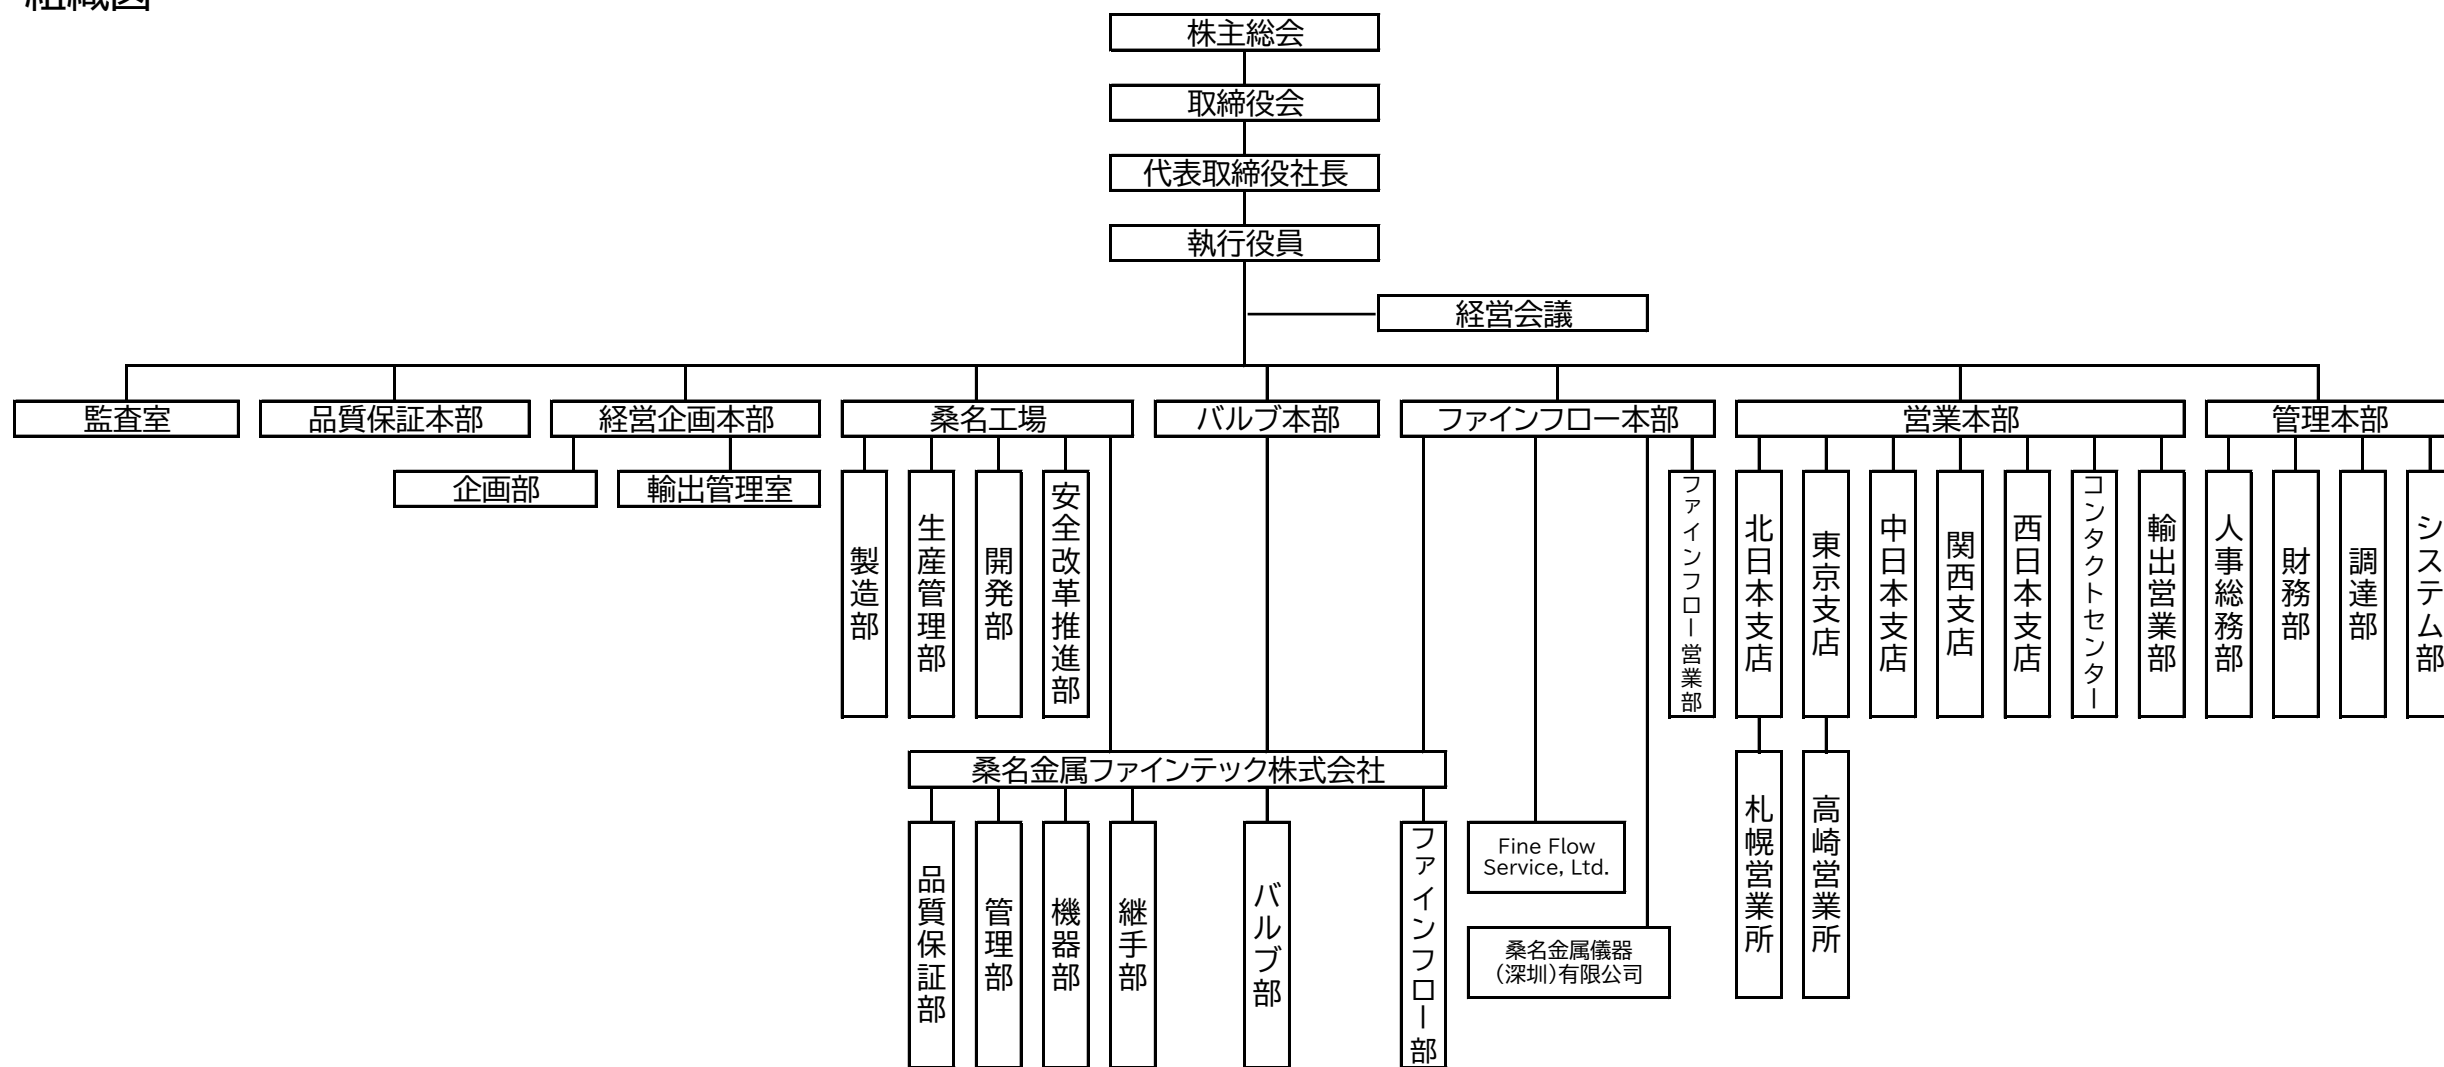 組織図
株主総会
取締役会
代表取締役社長
執行役員
経営会議
監査室
品質保証本部
経営企画本部
桑名工場
バルブ本部
ファインフロー本部
営業本部
管理本部
企画部
輸出管理室
製造部
生産管理部
開発部
安全改革推進部
ファインフロー営業部
北日本支店
東京支店
中日本支店
関西支店
西日本支店
コンタクトセンター
輸出営業部
人事総務部
財務部
調達部
システム部
桑名金属ファインテック株式会社
品質保証部
管理部
機器部
継手部
バルブ部
ファインフロー部
Fine Flow
Service, Ltd.
桑名金属儀器
（深圳）有限公司
札幌営業所
高崎営業所